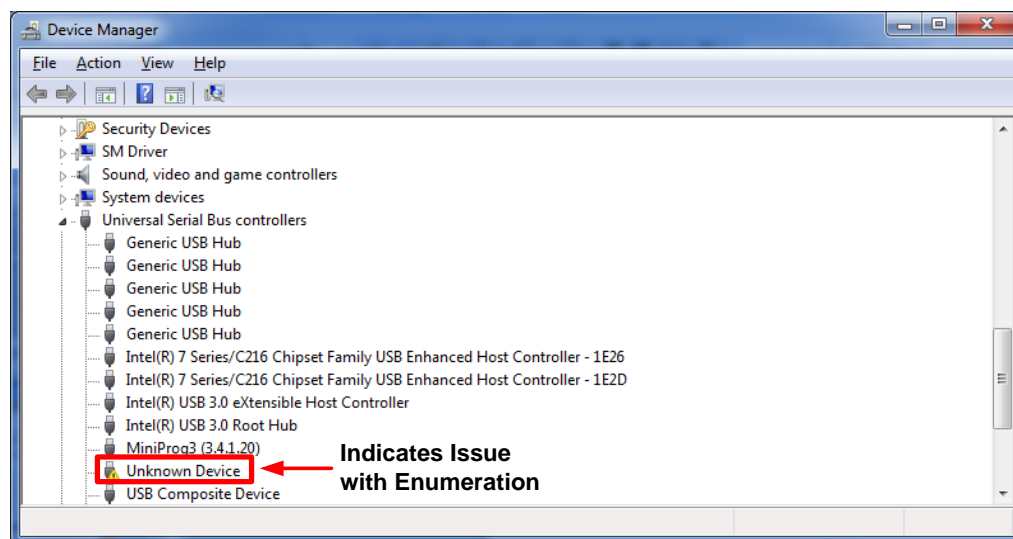 Device Manager
File Action View Help
Security Devices
SM Driver
Sound, video and game controllers
System devices
Universal Serial Bus controllers
Generic USB Hub
Generic USB Hub
Generic USB Hub
Generic USB Hub
Generic USB Hub
Intel(R) 7 Series/C216 Chipset Family USB Enhanced Host Controller - 1E26
Intel(R) 7 Series/C216 Chipset Family USB Enhanced Host Controller - 1E2D
Intel(R) USB 3.0 eXtensible Host Controller
Intel(R) USB 3.0 Root Hub
MiniProg3 (3.4.1.20)
Unknown Device
USB Composite Device
Indicates Issue
with Enumeration